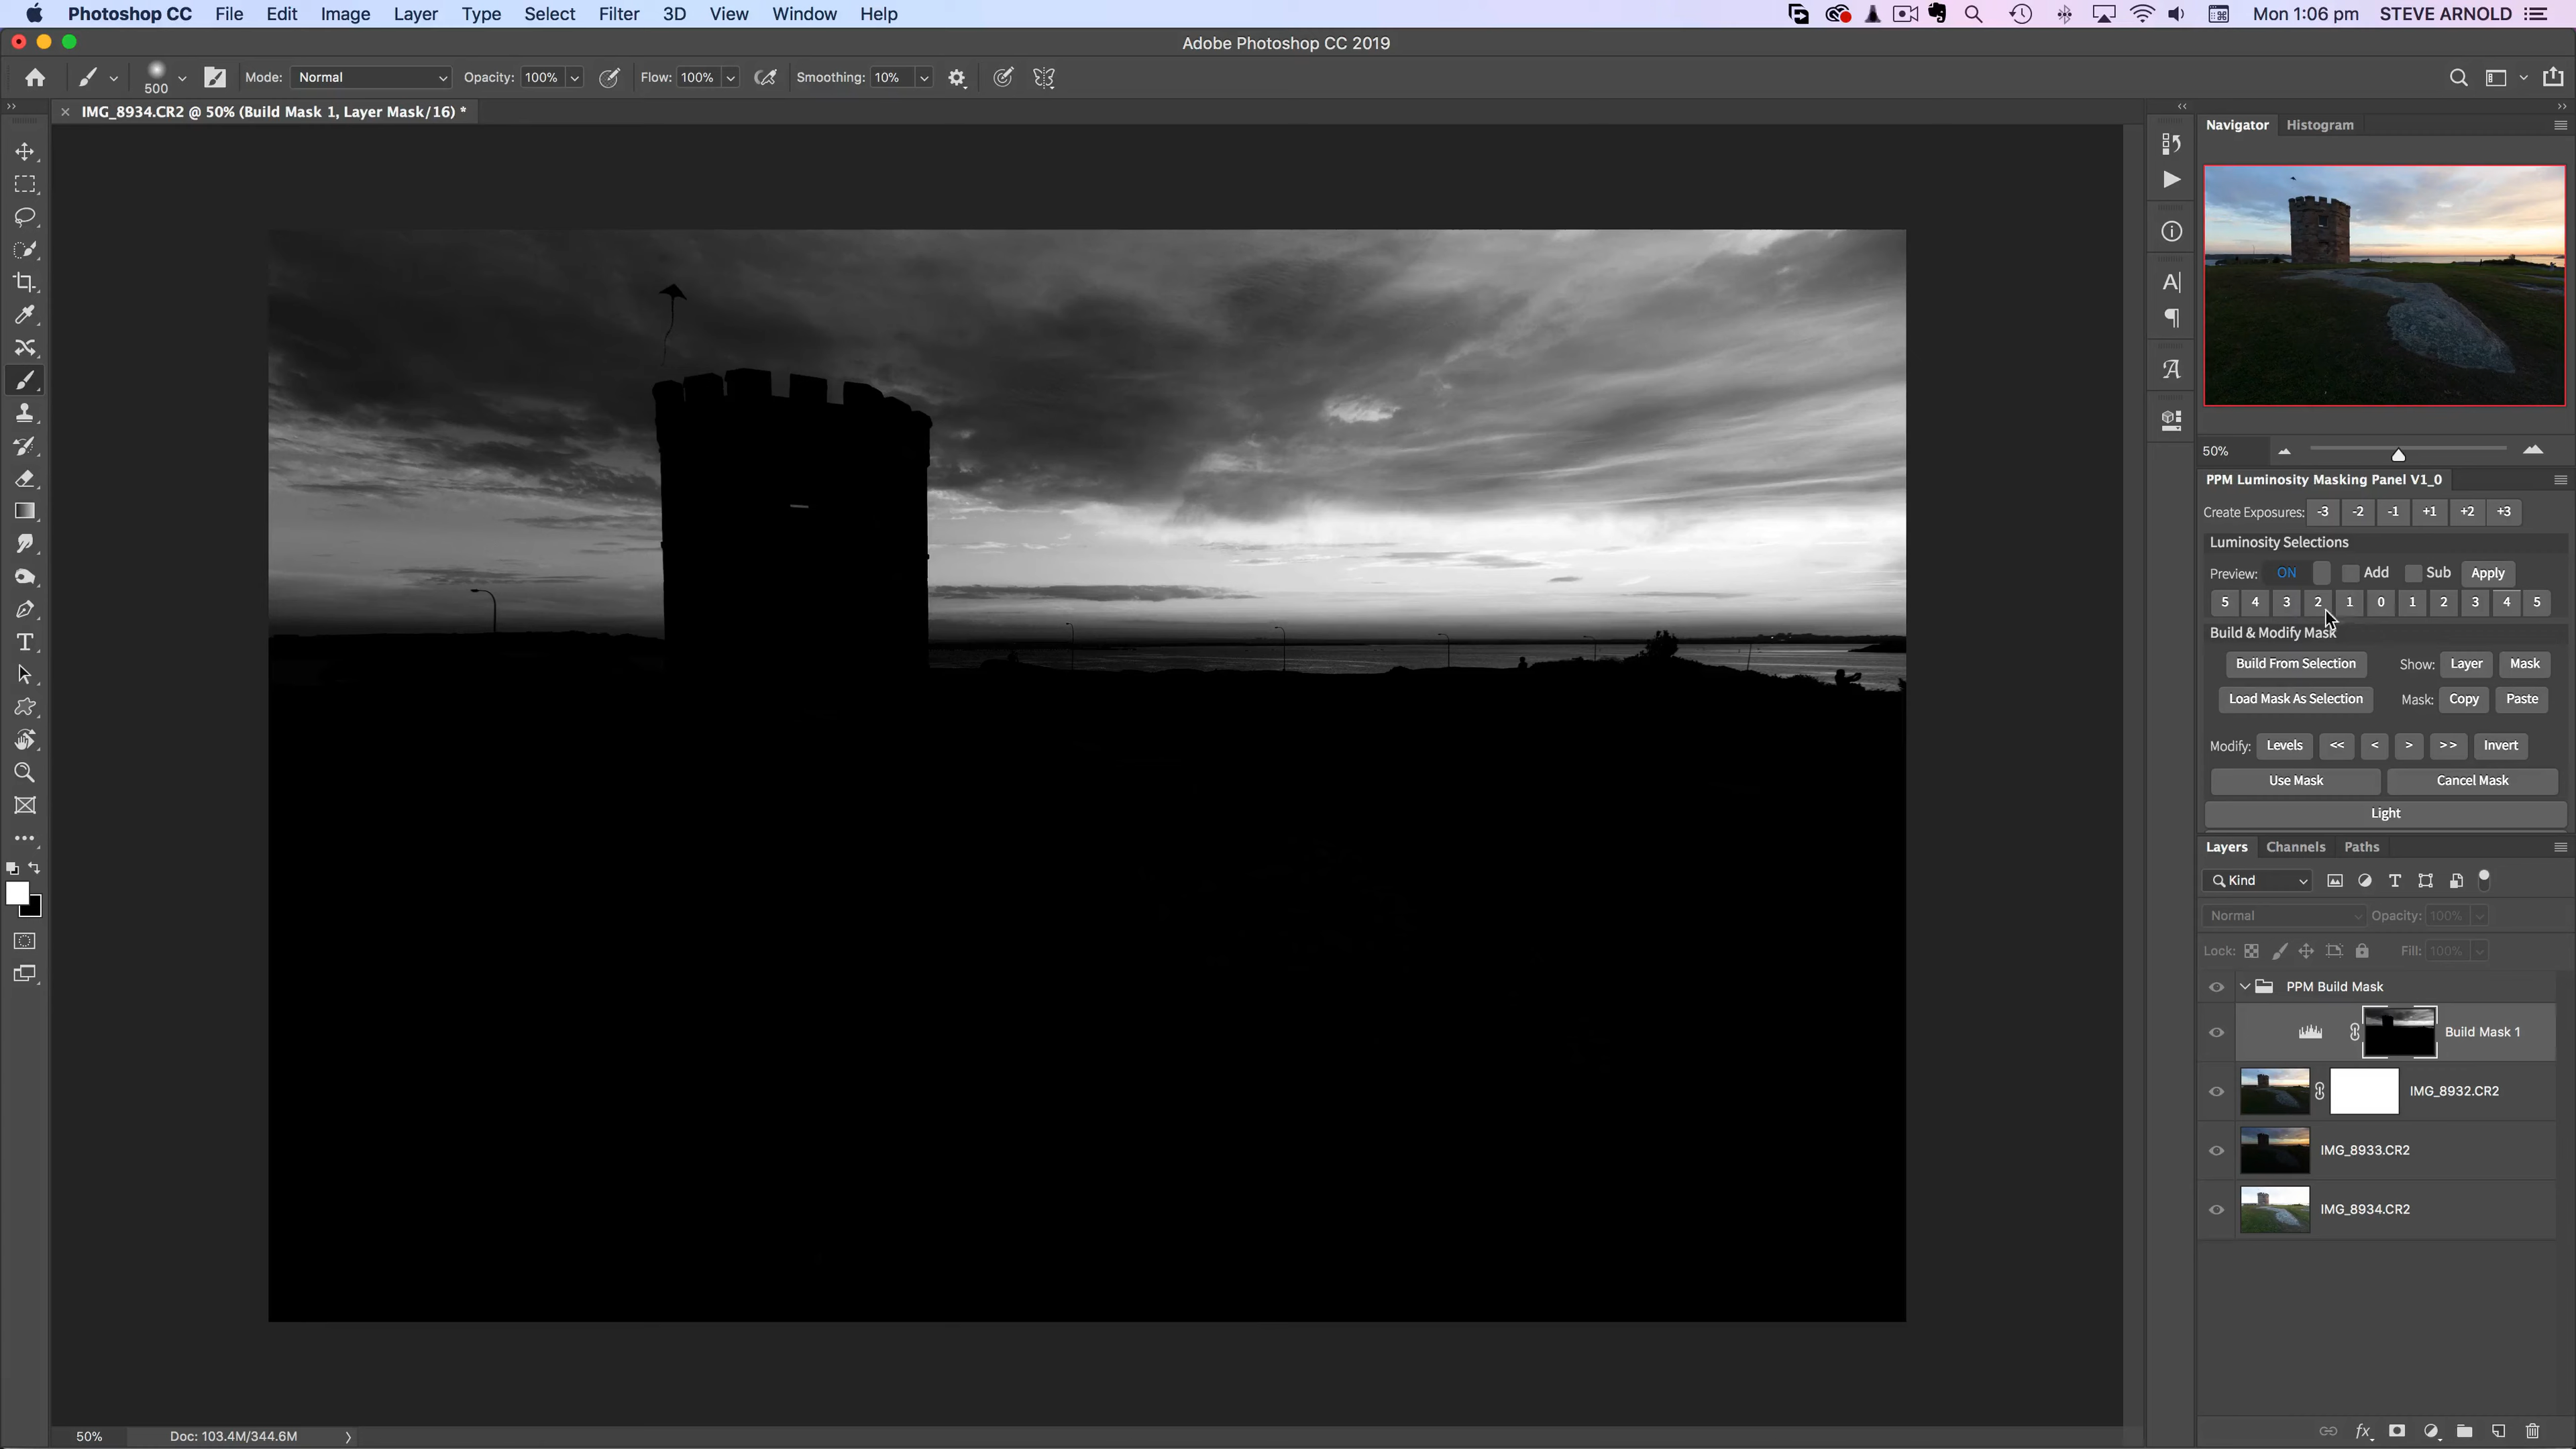 Photoshop CC File Edit Image Layer Type Select Filter 3D View Window Help Mon 1:06 pm STEVE ARNOLD
Adobe Photoshop CC 2019
500 Mode: Normal Opacity: 100% Flow: 100% Smoothing: 10%
IMG_8934.CR2 @ 50% (Build Mask 1, Layer Mask/16) *
Navigator Histogram
50%
PPM Luminosity Masking Panel V1_0
Create Exposures: -3 -2 -1 +1 +2 +3
Luminosity Selections
Preview: ON Add Sub Apply
5 4 3 2 1 0 1 2 3 4 5
Build & Modify Mask
Build From Selection Show: Layer Mask
Load Mask As Selection Mask: Copy Paste
Modify: Levels << < > >> Invert
Use Mask Cancel Mask
Light
Layers Channels Paths
Kind
Normal Opacity: 100%
Lock: Fill: 100%
PPM Build Mask
Build Mask 1
IMG_8932.CR2
IMG_8933.CR2
IMG_8934.CR2
50% Doc: 103.4M/344.6M